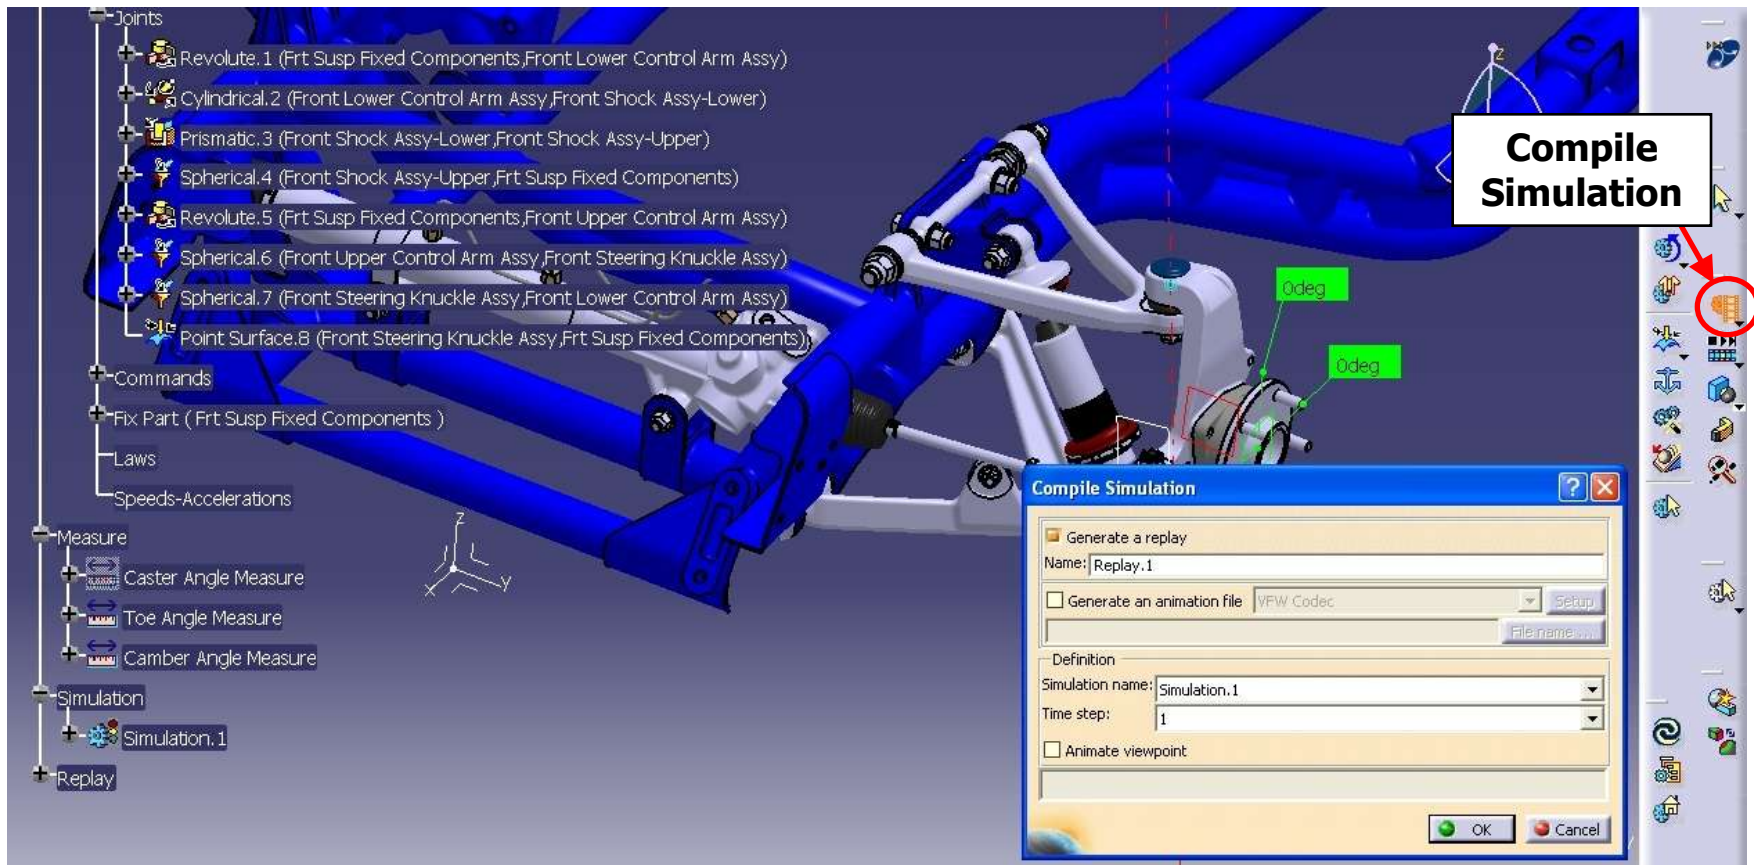 Joints
Revolute.1 (Frt Susp Fixed Components,Front Lower Control Arm Assy)
Cylindrical.2 (Front Lower Control Arm Assy,Front Shock Assy-Lower)
Prismatic.3 (Front Shock Assy-Lower,Front Shock Assy-Upper)
Spherical.4 (Front Shock Assy-Upper,Frt Susp Fixed Components)
Revolute.5 (Frt Susp Fixed Components,Front Upper Control Arm Assy)
Spherical.6 (Front Upper Control Arm Assy,Front Steering Knuckle Assy)
Spherical.7 (Front Steering Knuckle Assy,Front Lower Control Arm Assy)
Point Surface.8 (Front Steering Knuckle Assy,Frt Susp Fixed Components)
Commands
Fix Part ( Frt Susp Fixed Components )
Laws
Speeds-Accelerations
Measure
Caster Angle Measure
Toe Angle Measure
Camber Angle Measure
Simulation
Simulation.1
Replay
z
x
y
z
0deg
0deg
Compile
Simulation
Compile Simulation
Generate a replay
Name: Replay.1
Generate an animation file VFW Codec Setup
File name ...
Definition
Simulation name: Simulation.1
Time step: 1
Animate viewpoint
OK Cancel